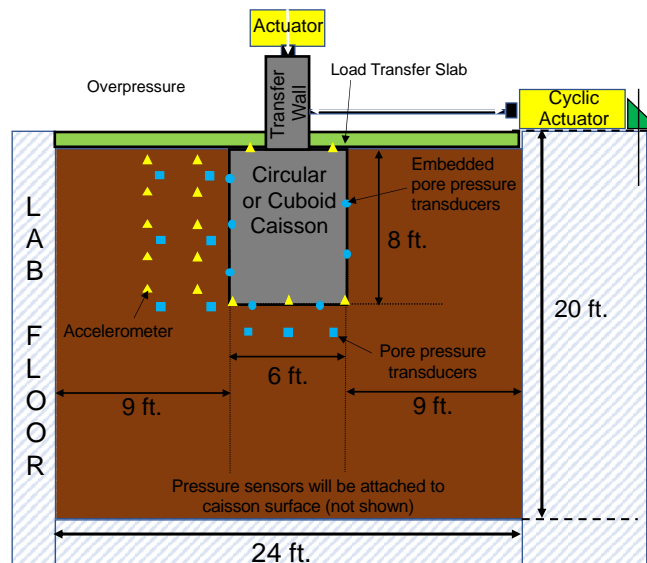 Actuator
Overpressure
Load Transfer Slab
Transfer
Wall
Cyclic
Actuator
Circular
or Cuboid
Caisson
Embedded
pore pressure
transducers
8 ft.
LAB FLOOR
20 ft.
Accelerometer
Pore pressure
transducers
6 ft.
9 ft.
9 ft.
Pressure sensors will be attached to
caisson surface (not shown)
24 ft.